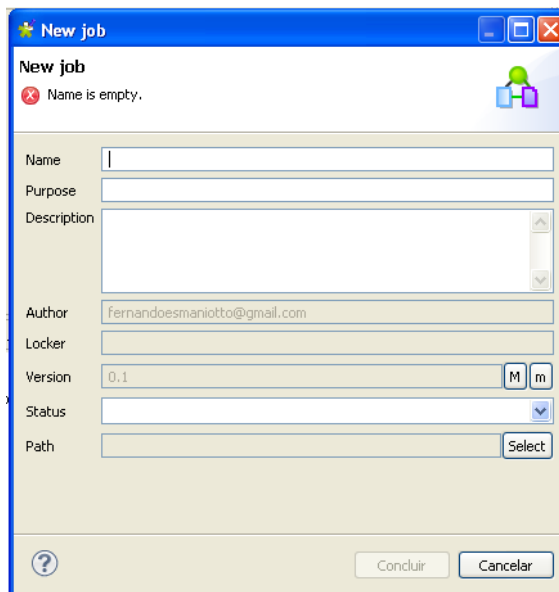 New job
New job
Name is empty.
Name
Purpose
Description
Author fernandoesmaniotto@gmail.com
Locker
Version 0.1 M m
Status
Path Select
? Concluir Cancelar